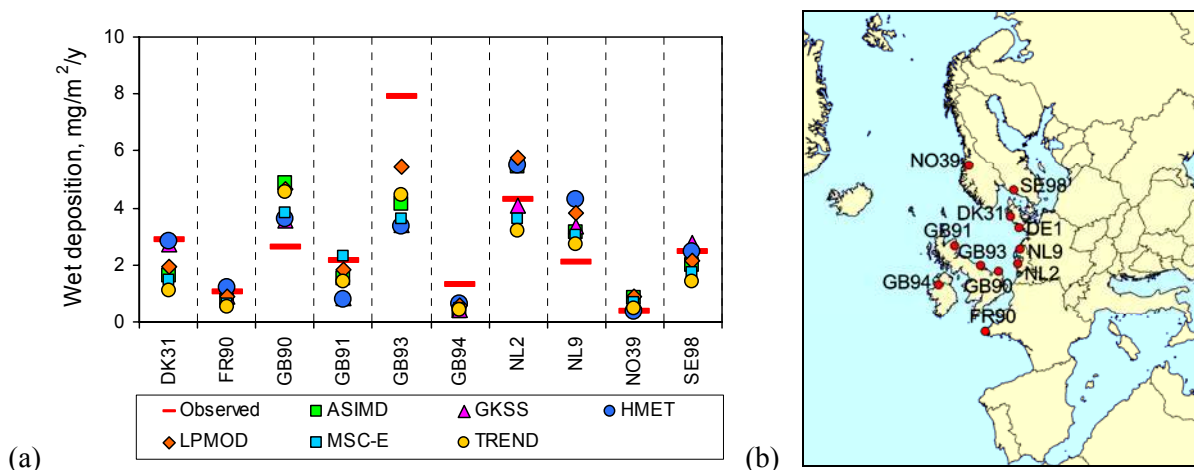 Wet deposition, mg/m²/y
10
8
6
4
2
0
DK31
FR90
GB90
GB91
GB93
GB94
NL2
NL9
NO39
SE98
Observed ASIMD GKSS HMET
LPMOD MSC-E TREND
(a)
NO39
SE98
DK31
DE1
GB91
GB93
NL9
NL2
GB90
GB94
FR90
(b)